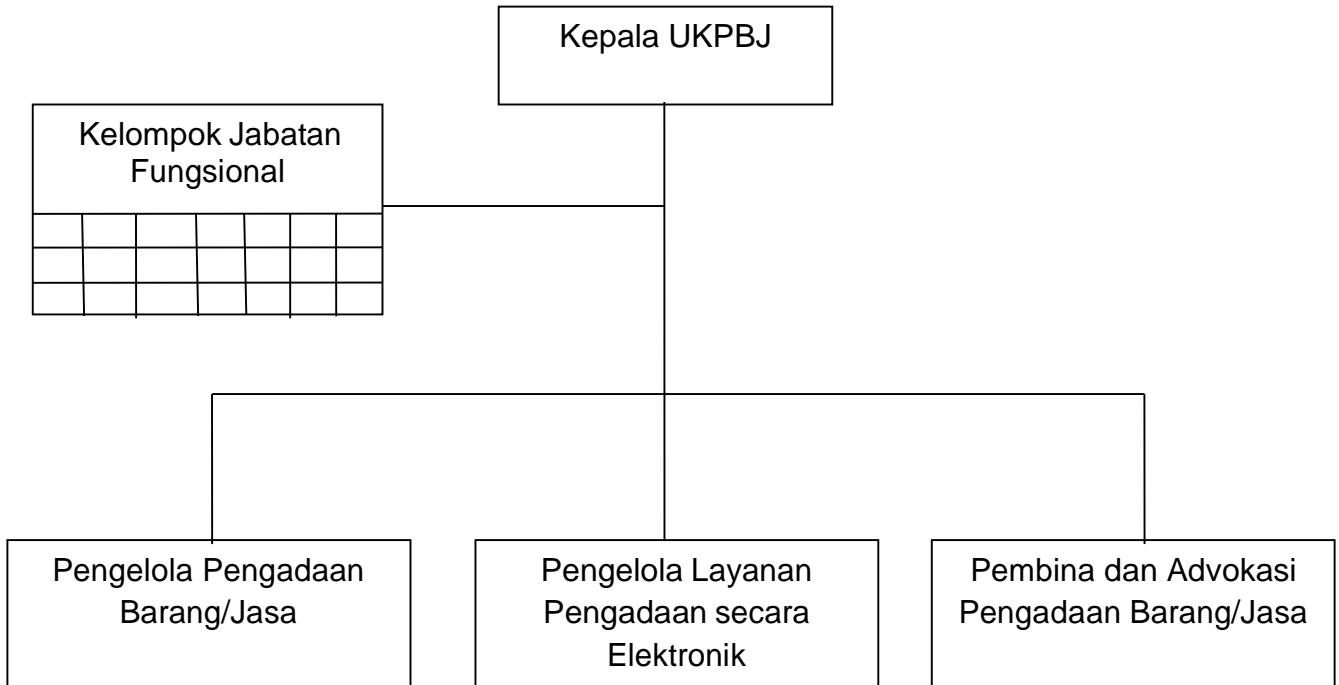 Kepala UKPBJ
Kelompok Jabatan
Fungsional
Pengelola Pengadaan
Barang/Jasa
Pengelola Layanan
Pengadaan secara
Elektronik
Pembina dan Advokasi
Pengadaan Barang/Jasa